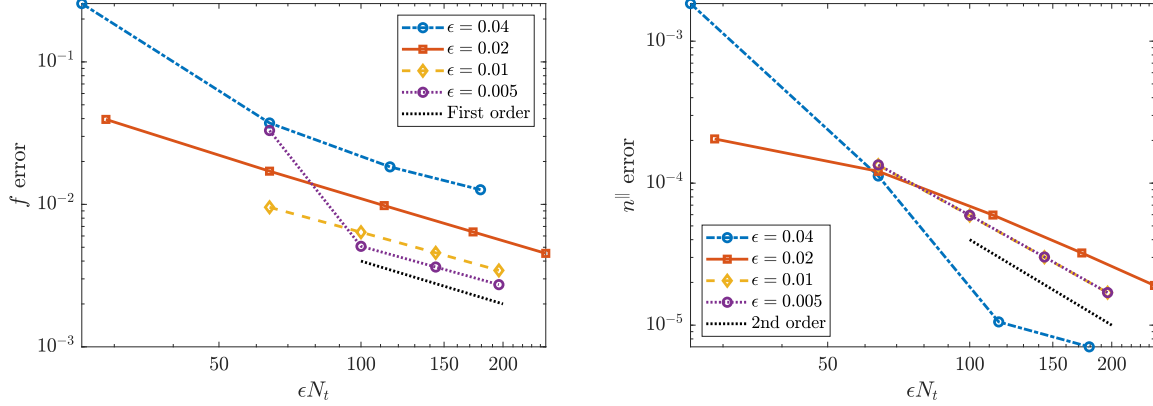 10⁻¹
10⁻²
10⁻³
f error
50
100
150
200
ϵNₜ
ϵ = 0.04
ϵ = 0.02
ϵ = 0.01
ϵ = 0.005
First order
10⁻³
10⁻⁴
10⁻⁵
n^∥ error
50
100
150
200
ϵNₜ
ϵ = 0.04
ϵ = 0.02
ϵ = 0.01
ϵ = 0.005
2nd order